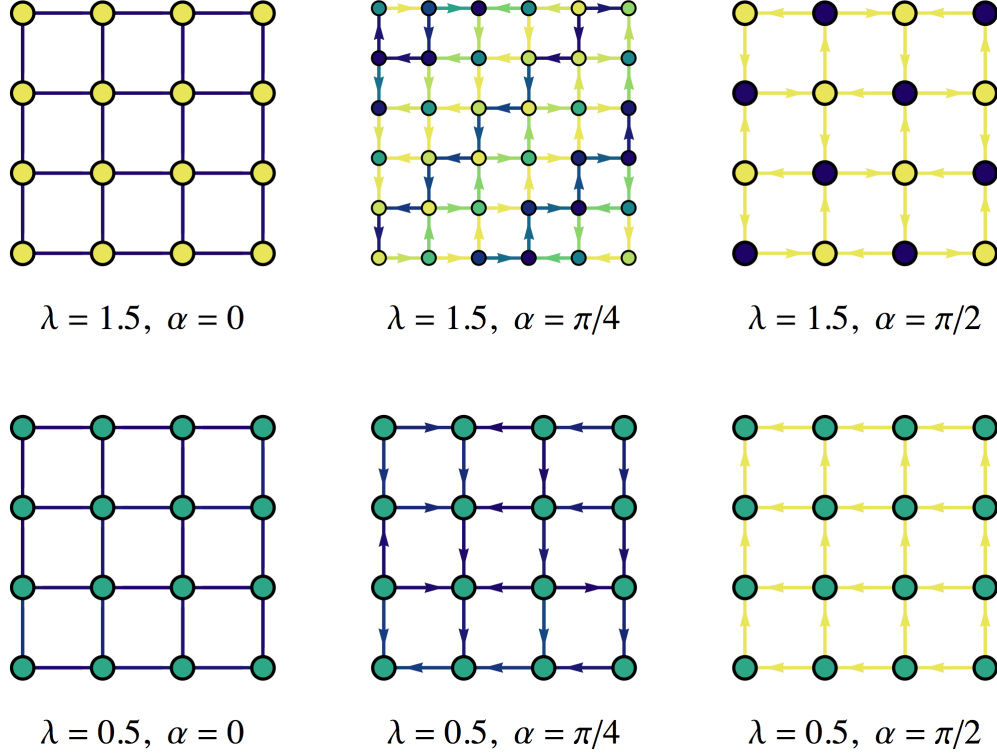 λ = 1.5, α = 0
λ = 1.5, α = π/4
λ = 1.5, α = π/2
λ = 0.5, α = 0
λ = 0.5, α = π/4
λ = 0.5, α = π/2